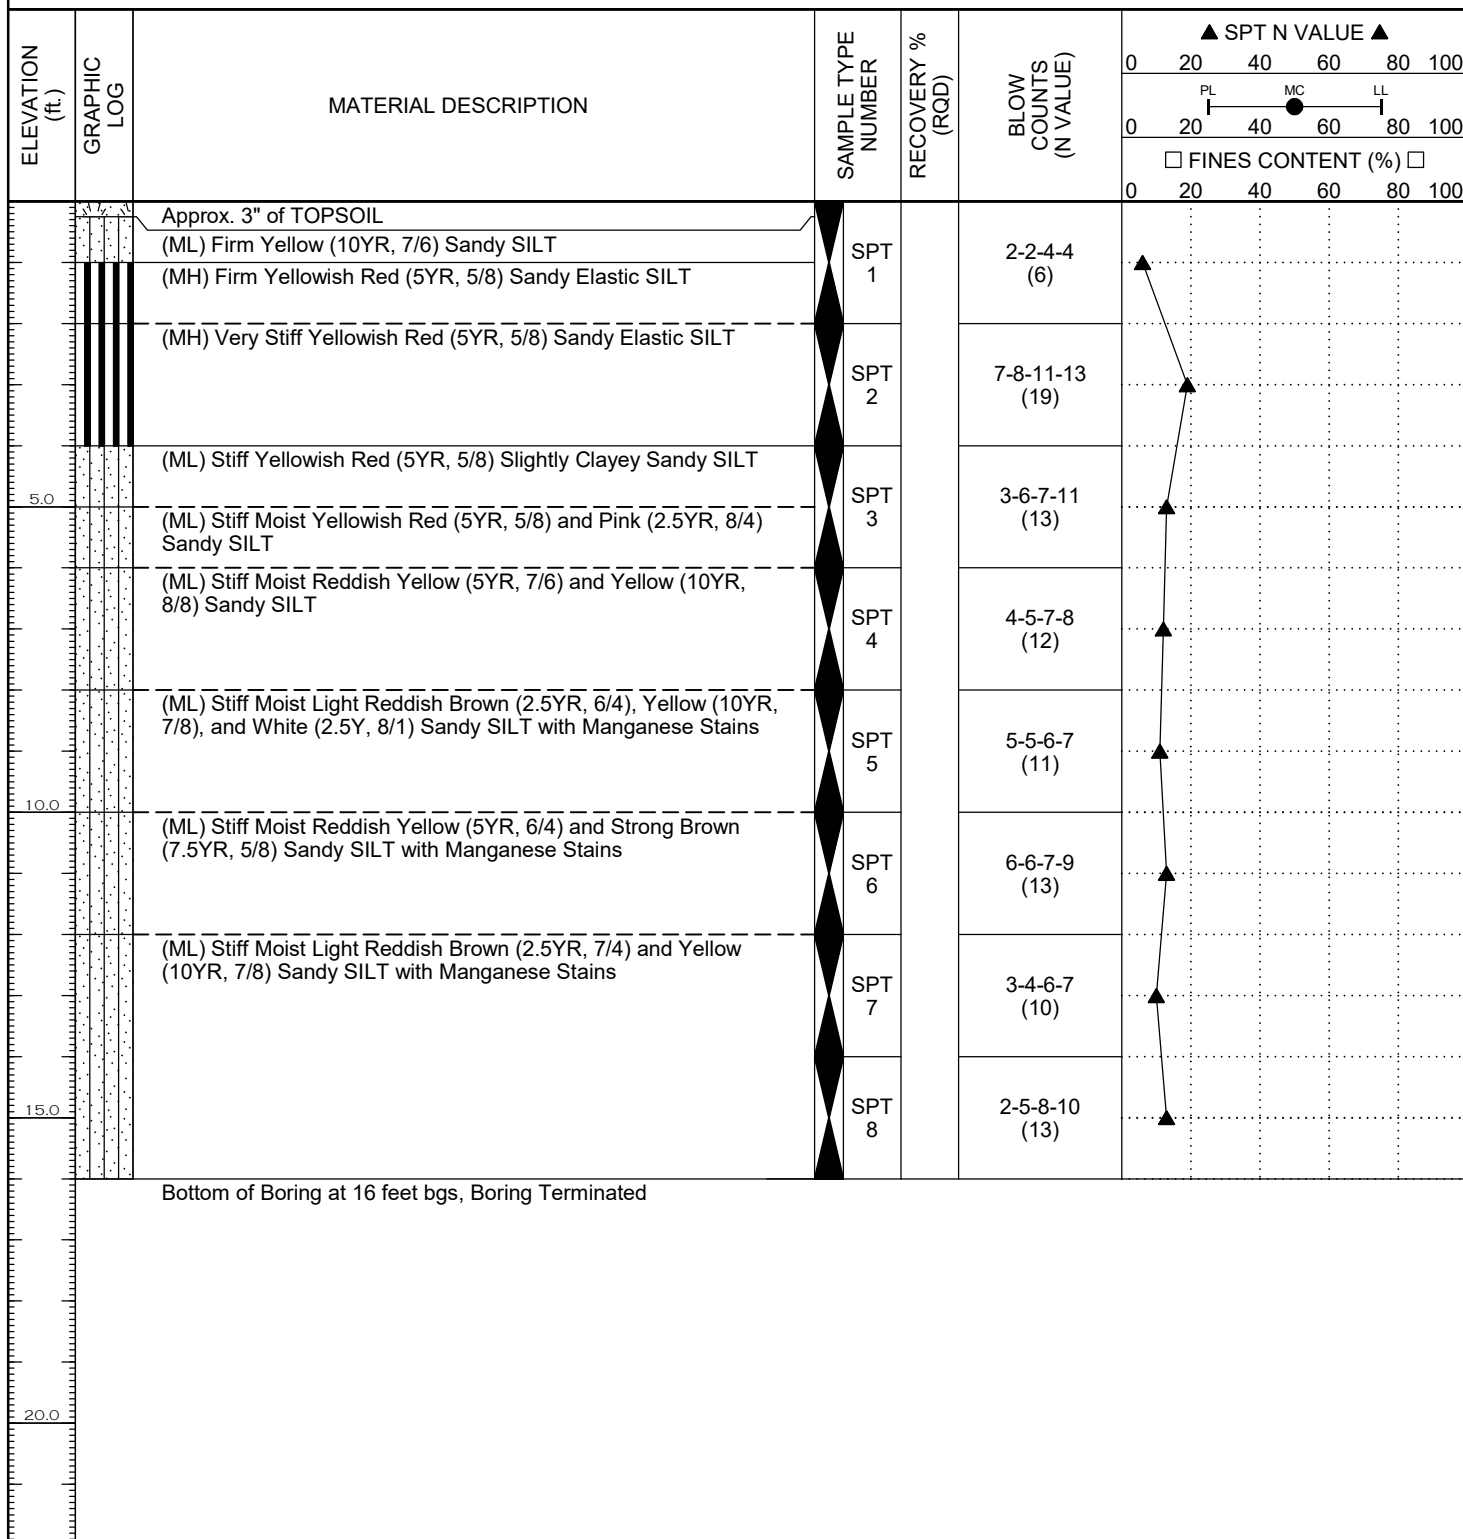 ELEVATION
(ft.)
GRAPHIC
LOG
MATERIAL DESCRIPTION
SAMPLE TYPE
NUMBER
RECOVERY %
(RQD)
BLOW
COUNTS
(N VALUE)
▲ SPT N VALUE ▲
0 20 40 60 80 100
PL MC LL
0 20 40 60 80 100
□ FINES CONTENT (%) □
0 20 40 60 80 100
Approx. 3" of TOPSOIL
(ML) Firm Yellow (10YR, 7/6) Sandy SILT
(MH) Firm Yellowish Red (5YR, 5/8) Sandy Elastic SILT
SPT
1
2-2-4-4
(6)
(MH) Very Stiff Yellowish Red (5YR, 5/8) Sandy Elastic SILT
SPT
2
7-8-11-13
(19)
(ML) Stiff Yellowish Red (5YR, 5/8) Slightly Clayey Sandy SILT
5.0
(ML) Stiff Moist Yellowish Red (5YR, 5/8) and Pink (2.5YR, 8/4)
Sandy SILT
SPT
3
3-6-7-11
(13)
(ML) Stiff Moist Reddish Yellow (5YR, 7/6) and Yellow (10YR,
8/8) Sandy SILT
SPT
4
4-5-7-8
(12)
(ML) Stiff Moist Light Reddish Brown (2.5YR, 6/4), Yellow (10YR,
7/8), and White (2.5Y, 8/1) Sandy SILT with Manganese Stains
SPT
5
5-5-6-7
(11)
10.0
(ML) Stiff Moist Reddish Yellow (5YR, 6/4) and Strong Brown
(7.5YR, 5/8) Sandy SILT with Manganese Stains
SPT
6
6-6-7-9
(13)
(ML) Stiff Moist Light Reddish Brown (2.5YR, 7/4) and Yellow
(10YR, 7/8) Sandy SILT with Manganese Stains
SPT
7
3-4-6-7
(10)
15.0
SPT
8
2-5-8-10
(13)
Bottom of Boring at 16 feet bgs, Boring Terminated
20.0